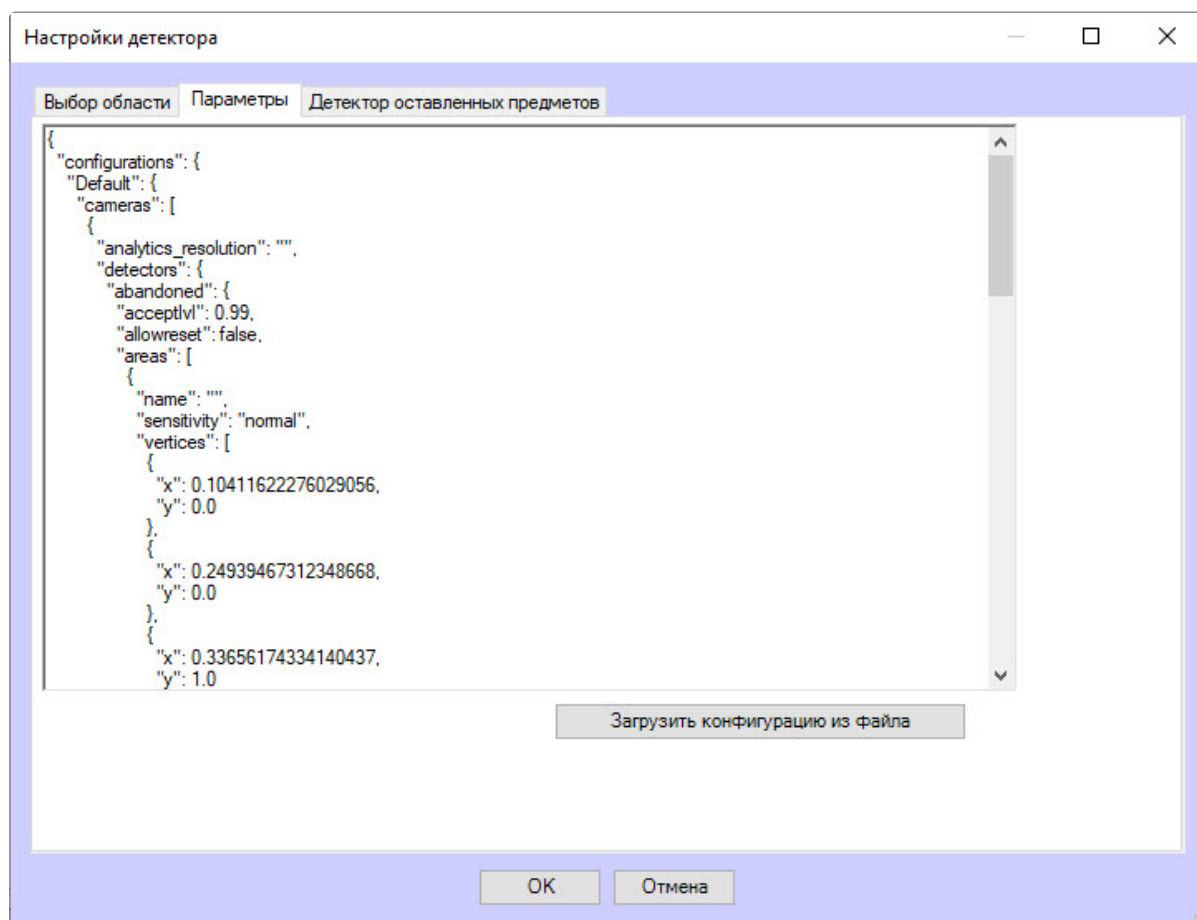 Настройки детектора
Выбор области Параметры Детектор оставленных предметов
{
"configurations": {
"Default": {
"cameras": [
{
"analytics_resolution": "",
"detectors": {
"abandoned": {
"acceptlvl": 0.99,
"allowreset": false,
"areas": [
{
"name": "",
"sensitivity": "normal",
"vertices": [
{
"x": 0.10411622276029056,
"y": 0.0
},
{
"x": 0.24939467312348668,
"y": 0.0
},
{
"x": 0.33656174334140437,
"y": 1.0
Загрузить конфигурацию из файла
OK Отмена